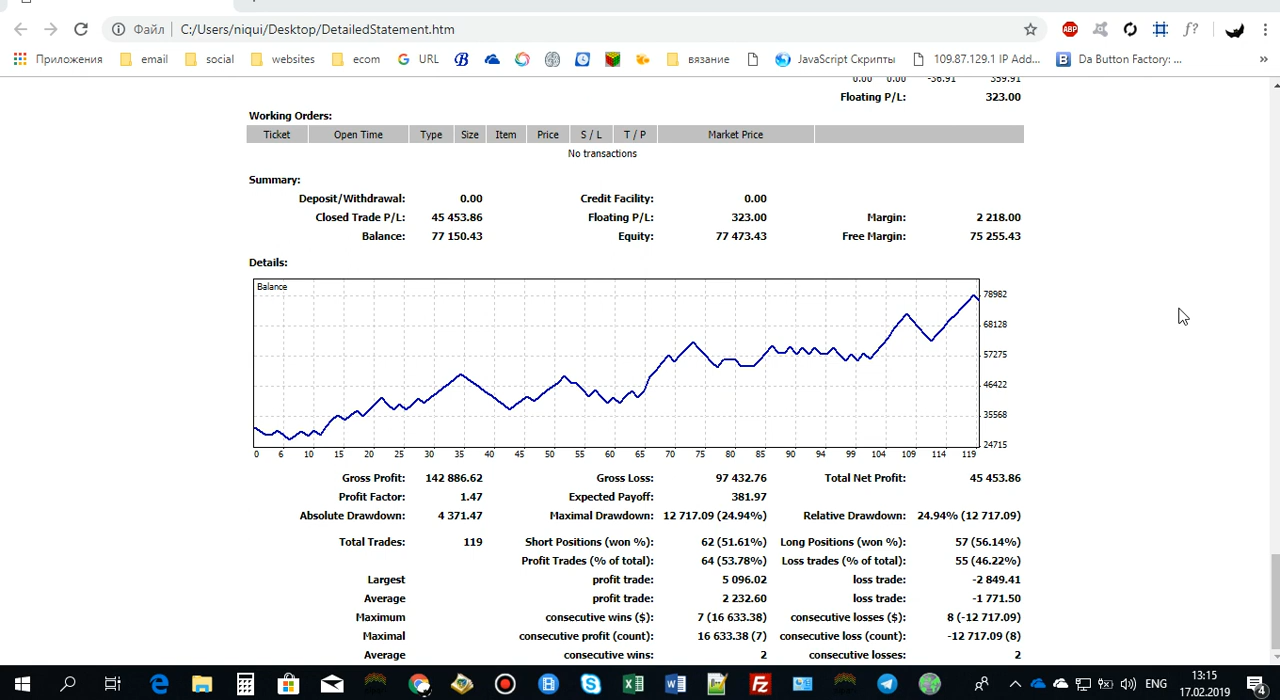 Файл C:/Users/niqui/Desktop/DetailedStatement.htm ABP f?
Приложения email social websites ecom URL вязание JavaScript Скрипты 109.87.129.1 IP Add... Da Button Factory: ... »
0.00 0.00 -36.91 359.91
Floating P/L: 323.00
Working Orders:
Ticket Open Time Type Size Item Price S / L T / P Market Price
No transactions
Summary:
Deposit/Withdrawal: 0.00 Credit Facility: 0.00
Closed Trade P/L: 45 453.86 Floating P/L: 323.00 Margin: 2 218.00
Balance: 77 150.43 Equity: 77 473.43 Free Margin: 75 255.43
Details:
Balance
78982
68128
57275
46422
35568
24715
0 6 10 15 20 25 30 35 40 45 50 55 60 65 70 75 80 85 90 94 99 104 109 114 119
Gross Profit: 142 886.62 Gross Loss: 97 432.76 Total Net Profit: 45 453.86
Profit Factor: 1.47 Expected Payoff: 381.97
Absolute Drawdown: 4 371.47 Maximal Drawdown: 12 717.09 (24.94%) Relative Drawdown: 24.94% (12 717.09)
Total Trades: 119 Short Positions (won %): 62 (51.61%) Long Positions (won %): 57 (56.14%)
Profit Trades (% of total): 64 (53.78%) Loss trades (% of total): 55 (46.22%)
Largest profit trade: 5 096.02 loss trade: -2 849.41
Average profit trade: 2 232.60 loss trade: -1 771.50
Maximum consecutive wins ($): 7 (16 633.38) consecutive losses ($): 8 (-12 717.09)
Maximal consecutive profit (count): 16 633.38 (7) consecutive loss (count): -12 717.09 (8)
Average consecutive wins: 2 consecutive losses: 2
ENG 13:15
17.02.2019 4